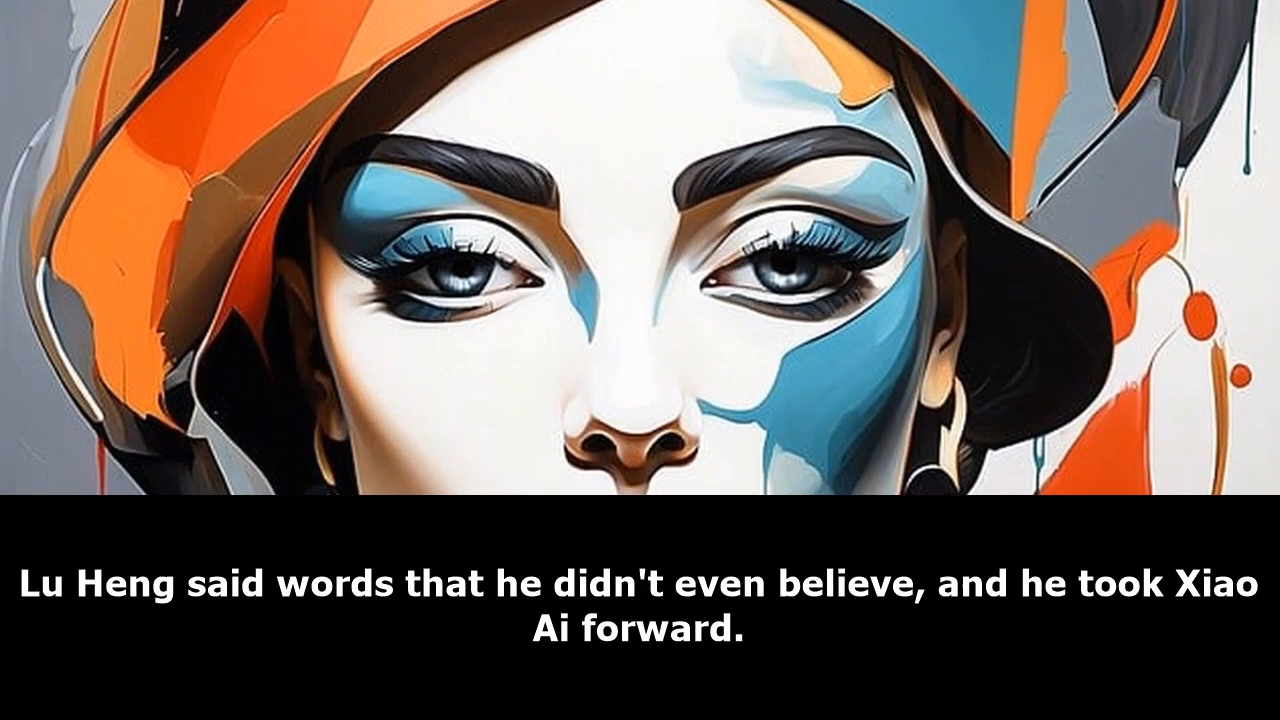 Lu Heng said words that he didn't even believe, and he took Xiao
Ai forward.